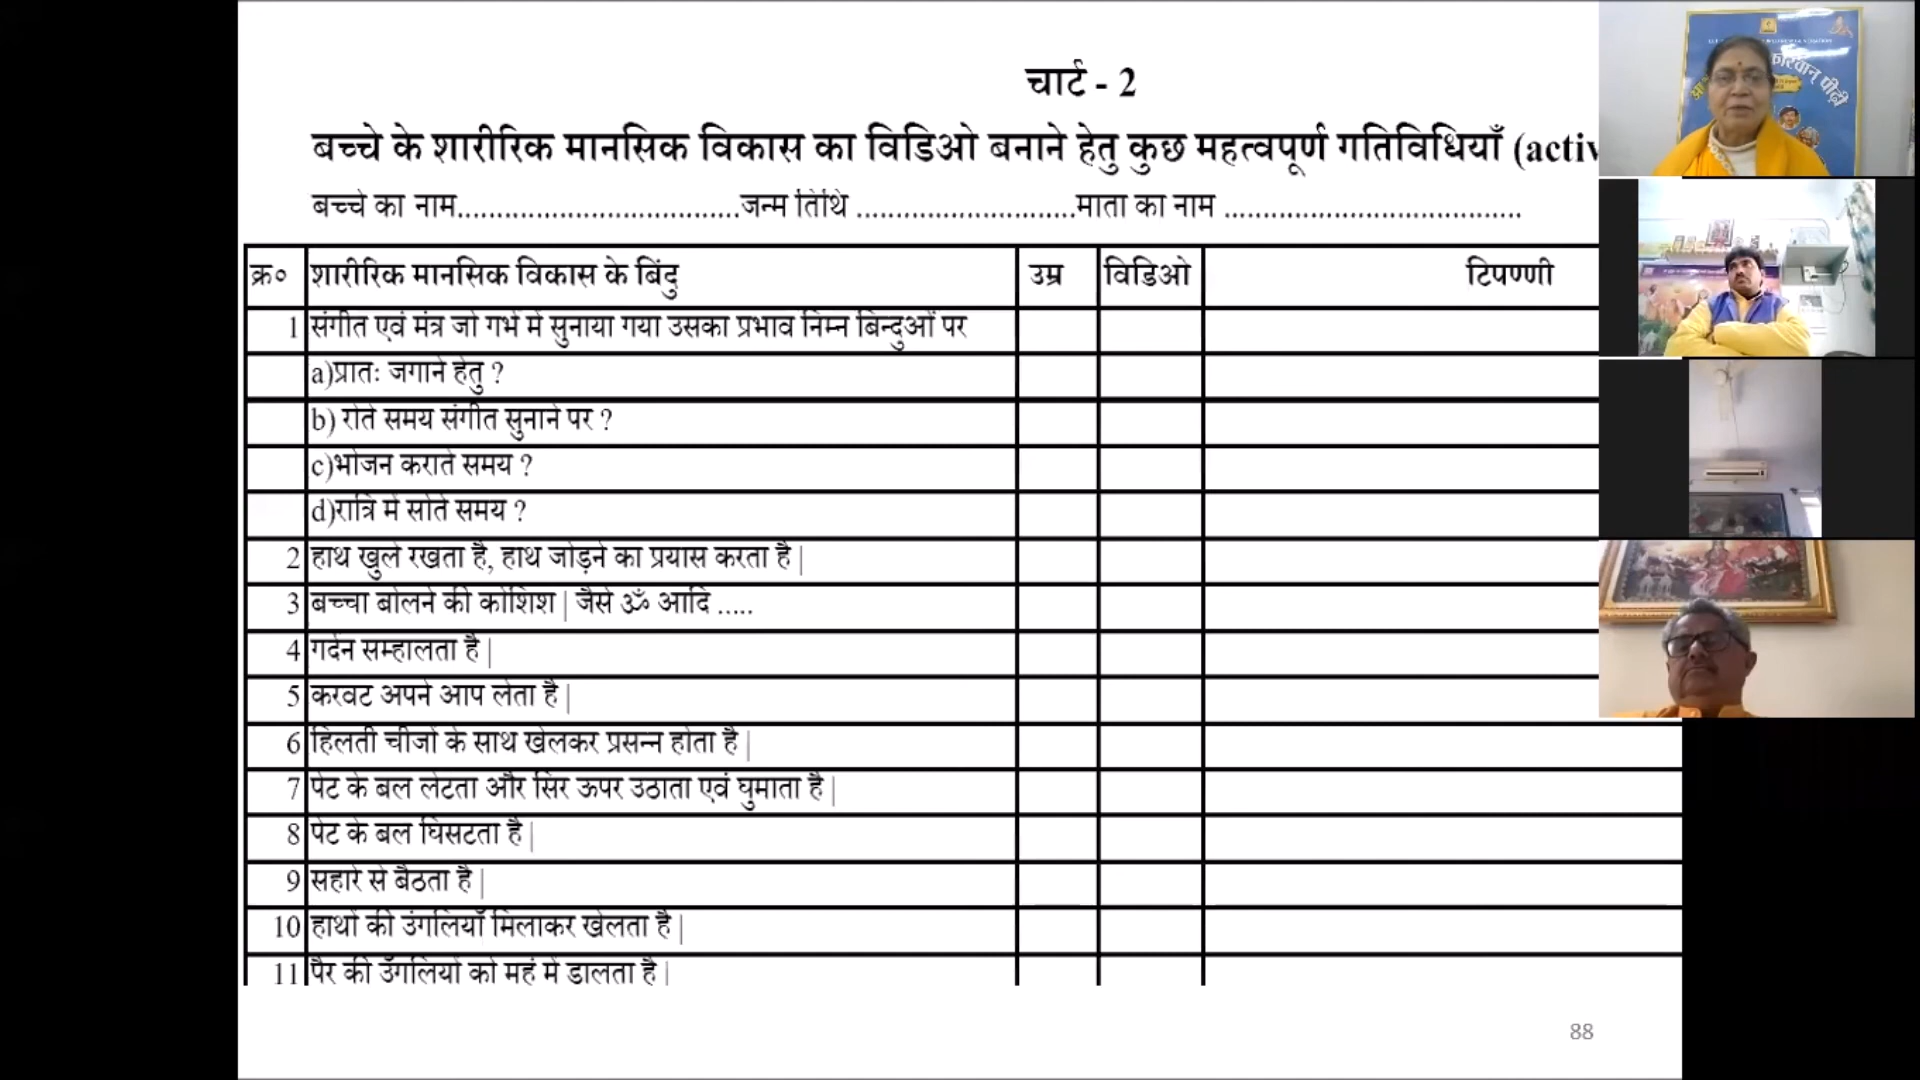 चार्ट - 2
बच्चे के शारीरिक मानसिक विकास का विडिओ बनाने हेतु कुछ महत्वपूर्ण गतिविधियाँ (activ
बच्चे का नाम....................................जन्म तिथि ............................माता का नाम ......................................
क्र० शारीरिक मानसिक विकास के बिंदु उम्र विडिओ टिपण्णी
1 संगीत एवं मंत्र जो गर्भ में सुनाया गया उसका प्रभाव निम्न बिन्दुओं पर
a)प्रातः जगाने हेतु ?
b) रोते समय संगीत सुनाने पर ?
c)भोजन कराते समय ?
d)रात्रि में सोते समय ?
2 हाथ खुले रखता है, हाथ जोड़ने का प्रयास करता है |
3 बच्चा बोलने की कोशिश | जैसे ॐ आदि .....
4 गर्दन सम्हालता है |
5 करवट अपने आप लेता है |
6 हिलती चीजों के साथ खेलकर प्रसन्न होता है |
7 पेट के बल लेटता और सिर ऊपर उठाता एवं घुमाता है |
8 पेट के बल घिसटता है |
9 सहारे से बैठता है |
10 हाथों की उंगलियाँ मिलाकर खेलता है |
11 पैर की उँगलियों को मुहं में डालता है |
88
पीढ़ी